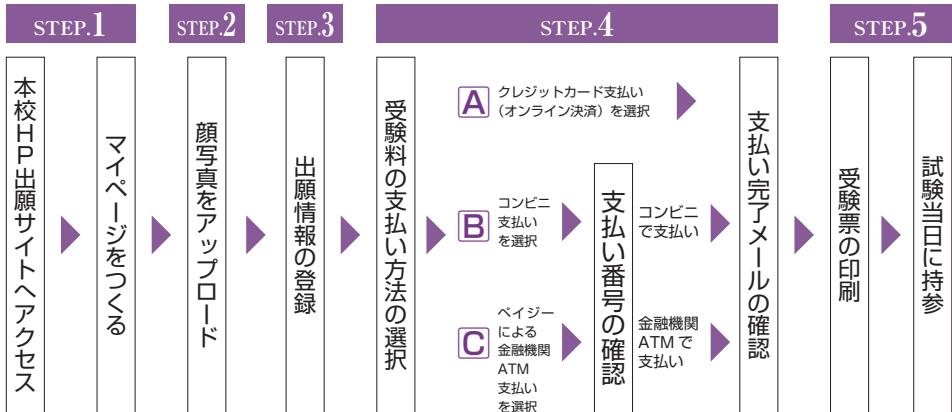 STEP.1
本校HP出願サイトへアクセス
マイページをつくる
STEP.2
顔写真をアップロード
STEP.3
出願情報の登録
STEP.4
受験料の支払い方法の選択
A
クレジットカード支払い
（オンライン決済）を選択
B
コンビニ
支払い
を選択
C
ペイジー
による
金融機関
ATM
支払い
を選択
支払い番号の確認
コンビニ
で支払い
金融機関
ATMで
支払い
支払い完了メールの確認
STEP.5
受験票の印刷
試験当日に持参